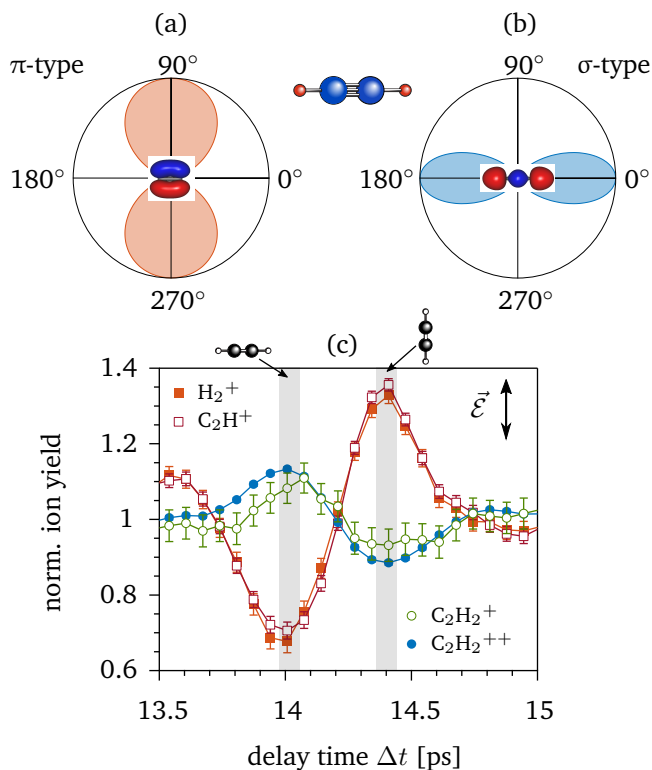 (a)
(b)
π-type
90°
90°
σ-type
180°
0°
180°
0°
270°
270°
(c)
1.4
1.2
1
0.8
0.6
norm. ion yield
H₂⁺
C₂H⁺
ℰ⃗
C₂H₂⁺
C₂H₂⁺⁺
13.5
14
14.5
15
delay time Δt [ps]